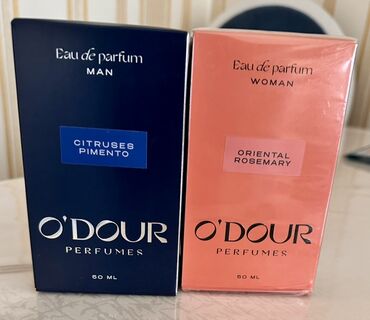 Eau de parfum
MAN
CITRUSES
PIMENTO
O'DOUR
PERFUMES
60 ML
Eau de parfum
WOMAN
ORIENTAL
ROSEMARY
O'DOUR
PERFUMES
60 ML